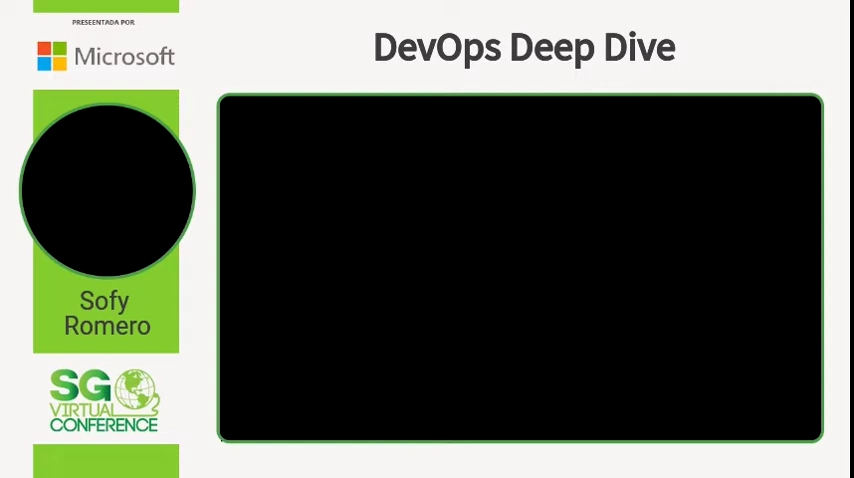 PRESEENTADA POR
Microsoft
DevOps Deep Dive
Sofy
Romero
SG
VIRTUAL
CONFERENCE